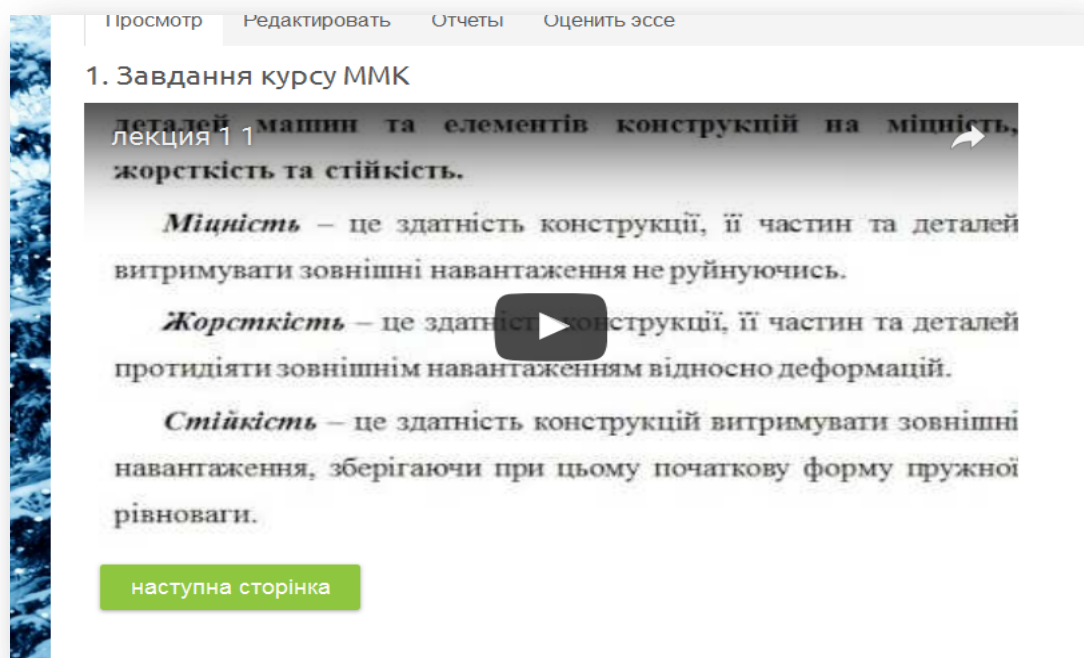 Просмотр Редактировать Отчеты Оценить эссе
1. Завдання курсу ММК
лекция 1 1
деталей машин та елементів конструкцій на міцність,
жорсткість та стійкість.
Міцність – це здатність конструкції, її частин та деталей
витримувати зовнішні навантаження не руйнуючись.
Жорсткість – це здатність конструкції, її частин та деталей
протидіяти зовнішнім навантаженням відносно деформацій.
Стійкість – це здатність конструкцій витримувати зовнішні
навантаження, зберігаючи при цьому початкову форму пружної
рівноваги.
наступна сторінка